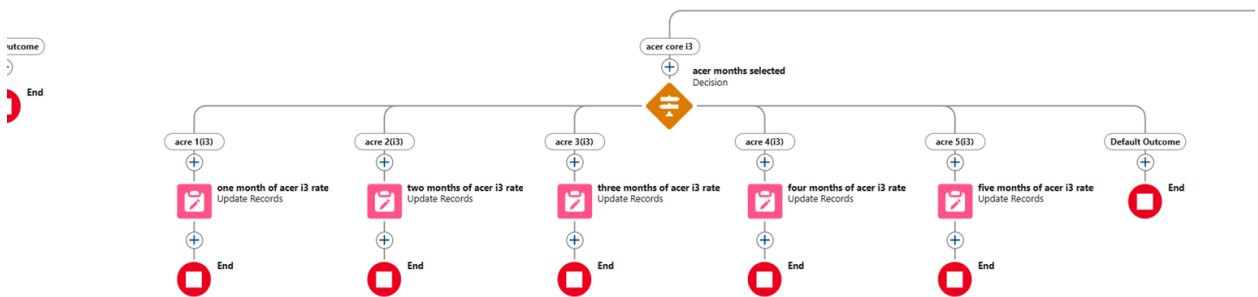 utcome
End
acer core i3
acer months selected
Decision
acre 1(i3)
acre 2(i3)
acre 3(i3)
acre 4(i3)
acre 5(i3)
Default Outcome
one month of acer i3 rate
Update Records
two months of acer i3 rate
Update Records
three months of acer i3 rate
Update Records
four months of acer i3 rate
Update Records
five months of acer i3 rate
Update Records
End
End
End
End
End
End